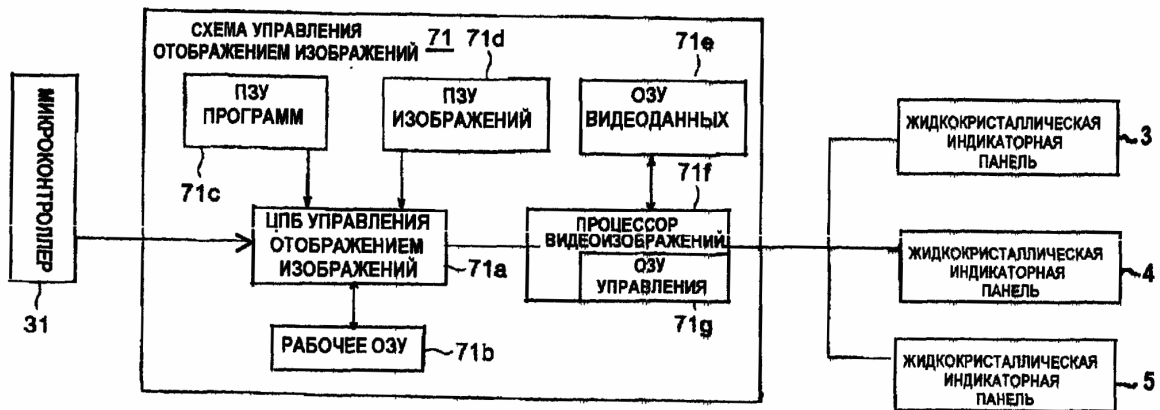 СХЕМА УПРАВЛЕНИЯ
ОТОБРАЖЕНИЕМ ИЗОБРАЖЕНИЙ 71
71d
71e
ПЗУ
ПРОГРАММ
ПЗУ
ИЗОБРАЖЕНИЙ
ОЗУ
ВИДЕОДАННЫХ
71c
71f
МИКРОКОНТРОЛЛЕР
31
ЦПБ УПРАВЛЕНИЯ
ОТОБРАЖЕНИЕМ
ИЗОБРАЖЕНИЙ
71a
ПРОЦЕССОР
ВИДЕОИЗОБРАЖЕНИЙ
ОЗУ
УПРАВЛЕНИЯ
71g
РАБОЧЕЕ ОЗУ
71b
ЖИДКОКРИСТАЛЛИЧЕСКАЯ
ИНДИКАТОРНАЯ
ПАНЕЛЬ
3
ЖИДКОКРИСТАЛЛИЧЕСКАЯ
ИНДИКАТОРНАЯ
ПАНЕЛЬ
4
ЖИДКОКРИСТАЛЛИЧЕСКАЯ
ИНДИКАТОРНАЯ
ПАНЕЛЬ
5